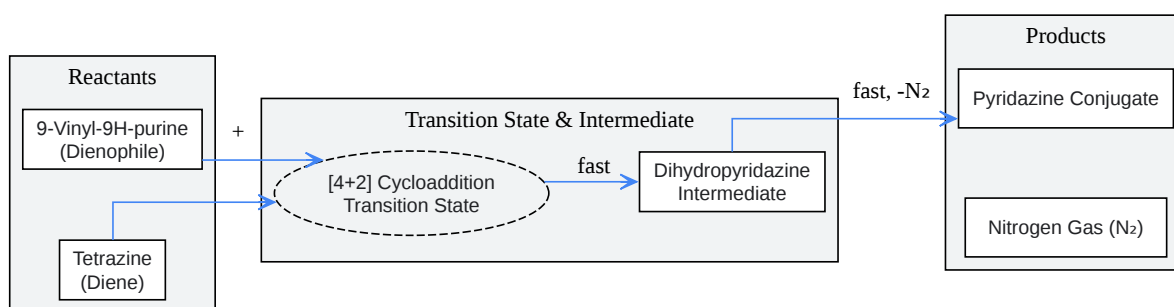 Reactants
9-Vinyl-9H-purine
(Dienophile)
Tetrazine
(Diene)
+
Transition State & Intermediate
[4+2] Cycloaddition
Transition State
fast
Dihydropyridazine
Intermediate
fast, -N₂
Products
Pyridazine Conjugate
Nitrogen Gas (N₂)